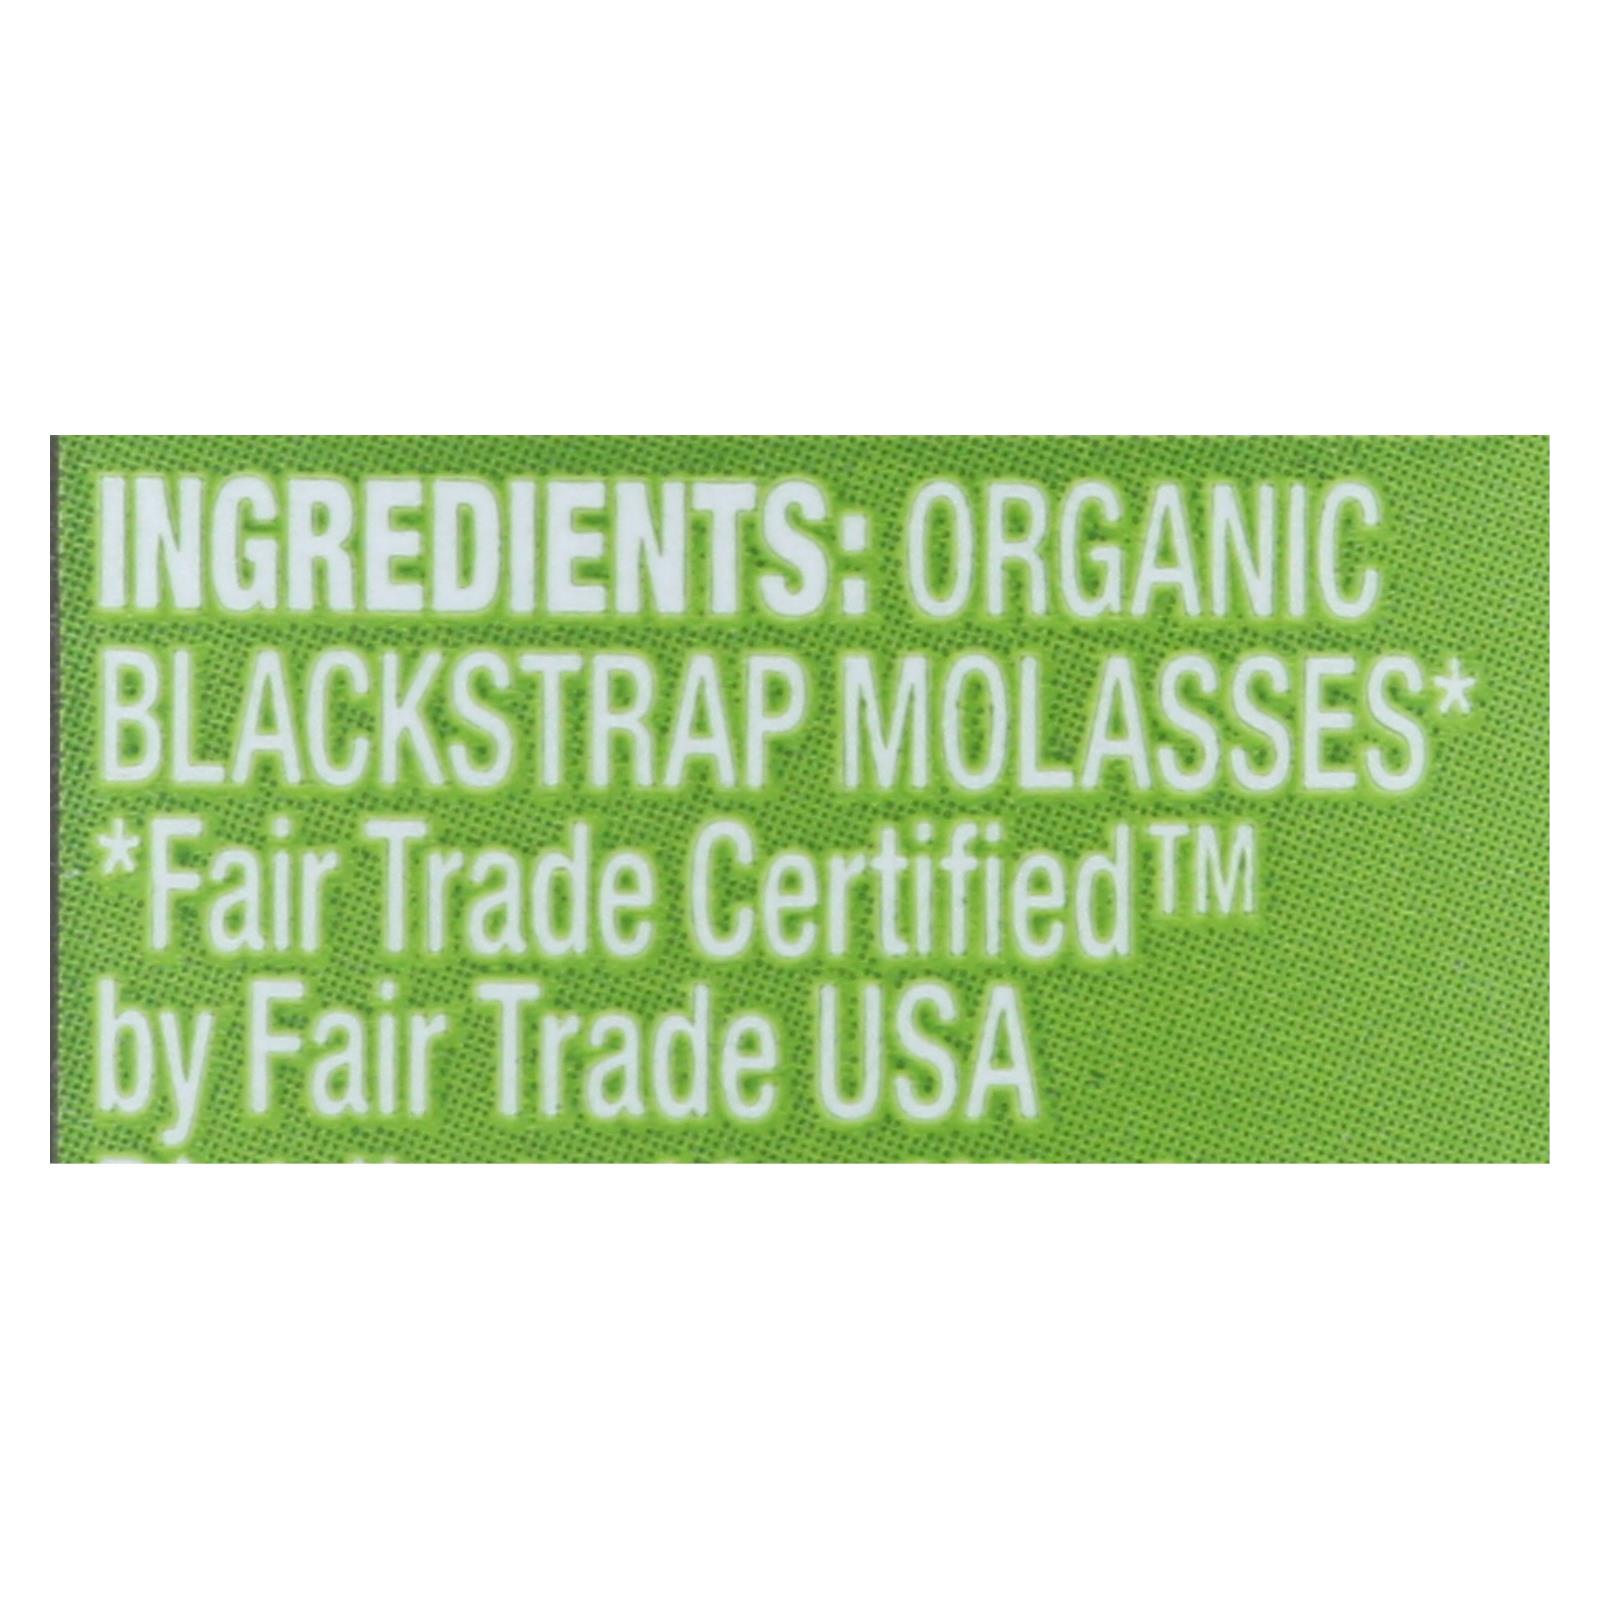 INGREDIENTS: ORGANIC
BLACKSTRAP MOLASSES*
*Fair Trade Certified™
by Fair Trade USA